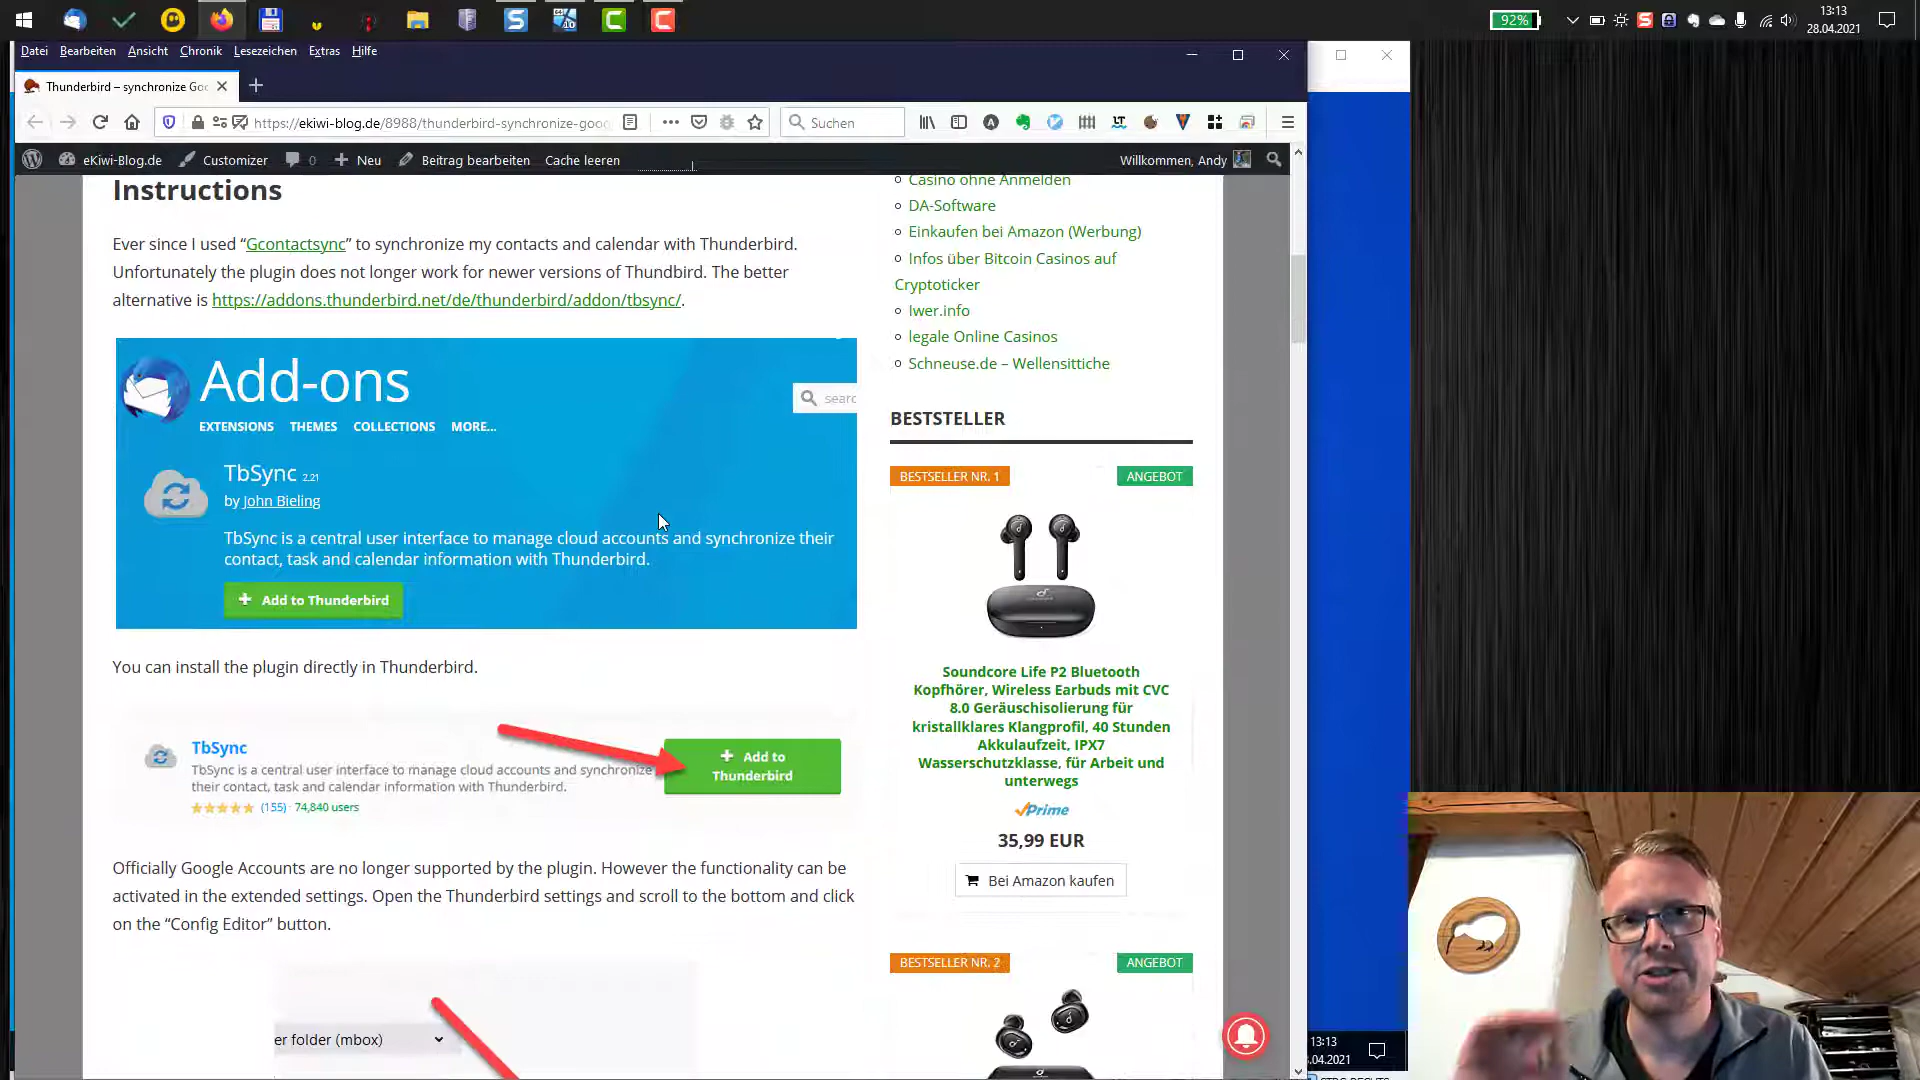 92%
13:13
28.04.2021
Datei Bearbeiten Ansicht Chronik Lesezeichen Extras Hilfe
Thunderbird – synchronize Goo
https://ekiwi-blog.de/8988/thunderbird-synchronize-goog
Suchen
eKiwi-Blog.de Customizer 0 Neu Beitrag bearbeiten Cache leeren
Willkommen, Andy
Instructions
Ever since I used “Gcontactsync” to synchronize my contacts and calendar with Thunderbird.
Unfortunately the plugin does not longer work for newer versions of Thundbird. The better
alternative is https://addons.thunderbird.net/de/thunderbird/addon/tbsync/.
Add-ons
EXTENSIONS THEMES COLLECTIONS MORE...
searc
TbSync 2.21
by John Bieling
TbSync is a central user interface to manage cloud accounts and synchronize their
contact, task and calendar information with Thunderbird.
+ Add to Thunderbird
You can install the plugin directly in Thunderbird.
TbSync
TbSync is a central user interface to manage cloud accounts and synchronize
their contact, task and calendar information with Thunderbird.
(155) · 74,840 users
+ Add to
Thunderbird
Officially Google Accounts are no longer supported by the plugin. However the functionality can be
activated in the extended settings. Open the Thunderbird settings and scroll to the bottom and click
on the “Config Editor” button.
er folder (mbox)
Casino ohne Anmelden
DA-Software
Einkaufen bei Amazon (Werbung)
Infos über Bitcoin Casinos auf
Cryptoticker
Iwer.info
legale Online Casinos
Schneuse.de – Wellensittiche
BESTSTELLER
BESTSELLER NR. 1 ANGEBOT
Soundcore Life P2 Bluetooth
Kopfhörer, Wireless Earbuds mit CVC
8.0 Geräuschisolierung für
kristallklares Klangprofil, 40 Stunden
Akkulaufzeit, IPX7
Wasserschutzklasse, für Arbeit und
unterwegs
Prime
35,99 EUR
Bei Amazon kaufen
BESTSELLER NR. 2 ANGEBOT
13:13
.04.2021